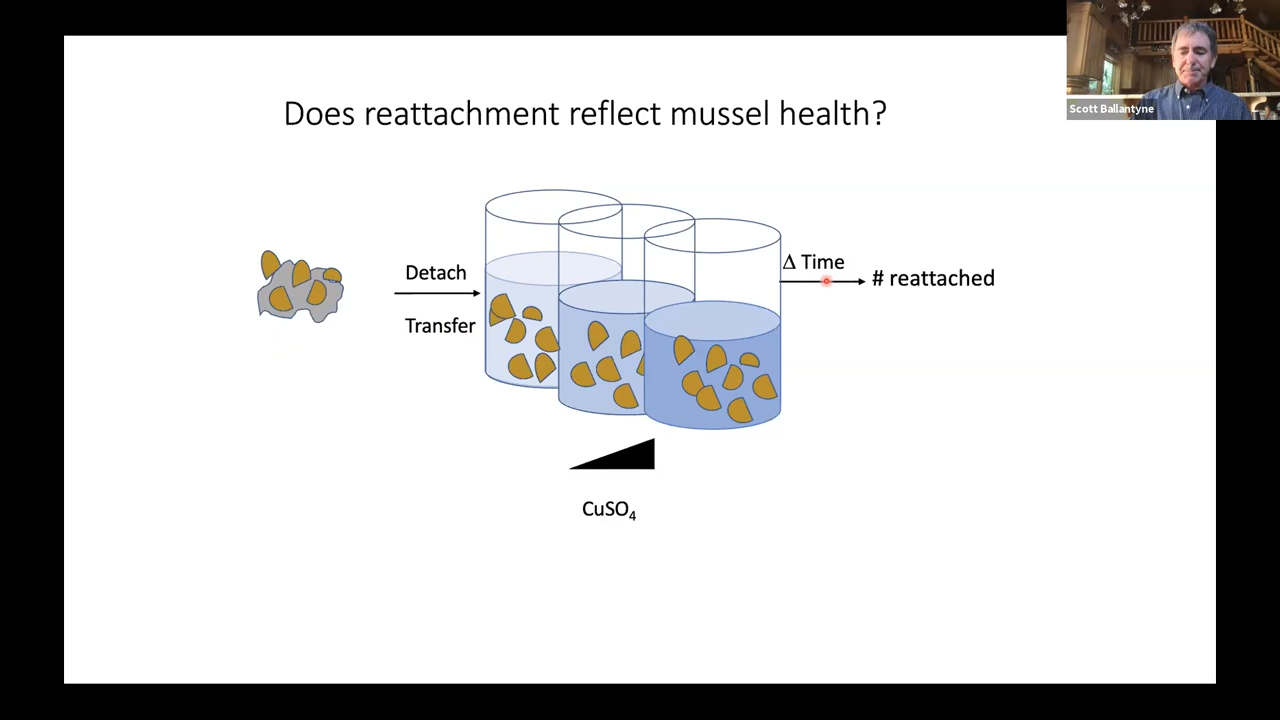 Scott Ballantyne
Does reattachment reflect mussel health?
Detach
Transfer
Δ Time
# reattached
CuSO₄